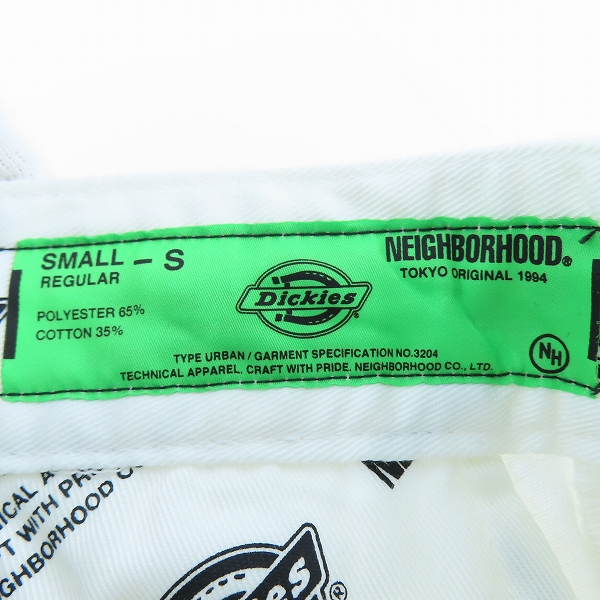 SMALL - S
REGULAR
POLYESTER 65%
COTTON 35%
Dickies®
NEIGHBORHOOD®
TOKYO ORIGINAL 1994
NH
TYPE URBAN / GARMENT SPECIFICATION NO.3204
TECHNICAL APPAREL. CRAFT WITH PRIDE. NEIGHBORHOOD CO., LTD.
Dickies®